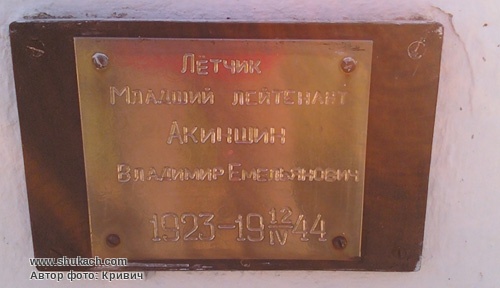 Лётчик
Младший лейтенант
Акинщин
Владимир Емельянович
1923–19 12/IV 44
www.shukach.com
Автор фото: Кривич